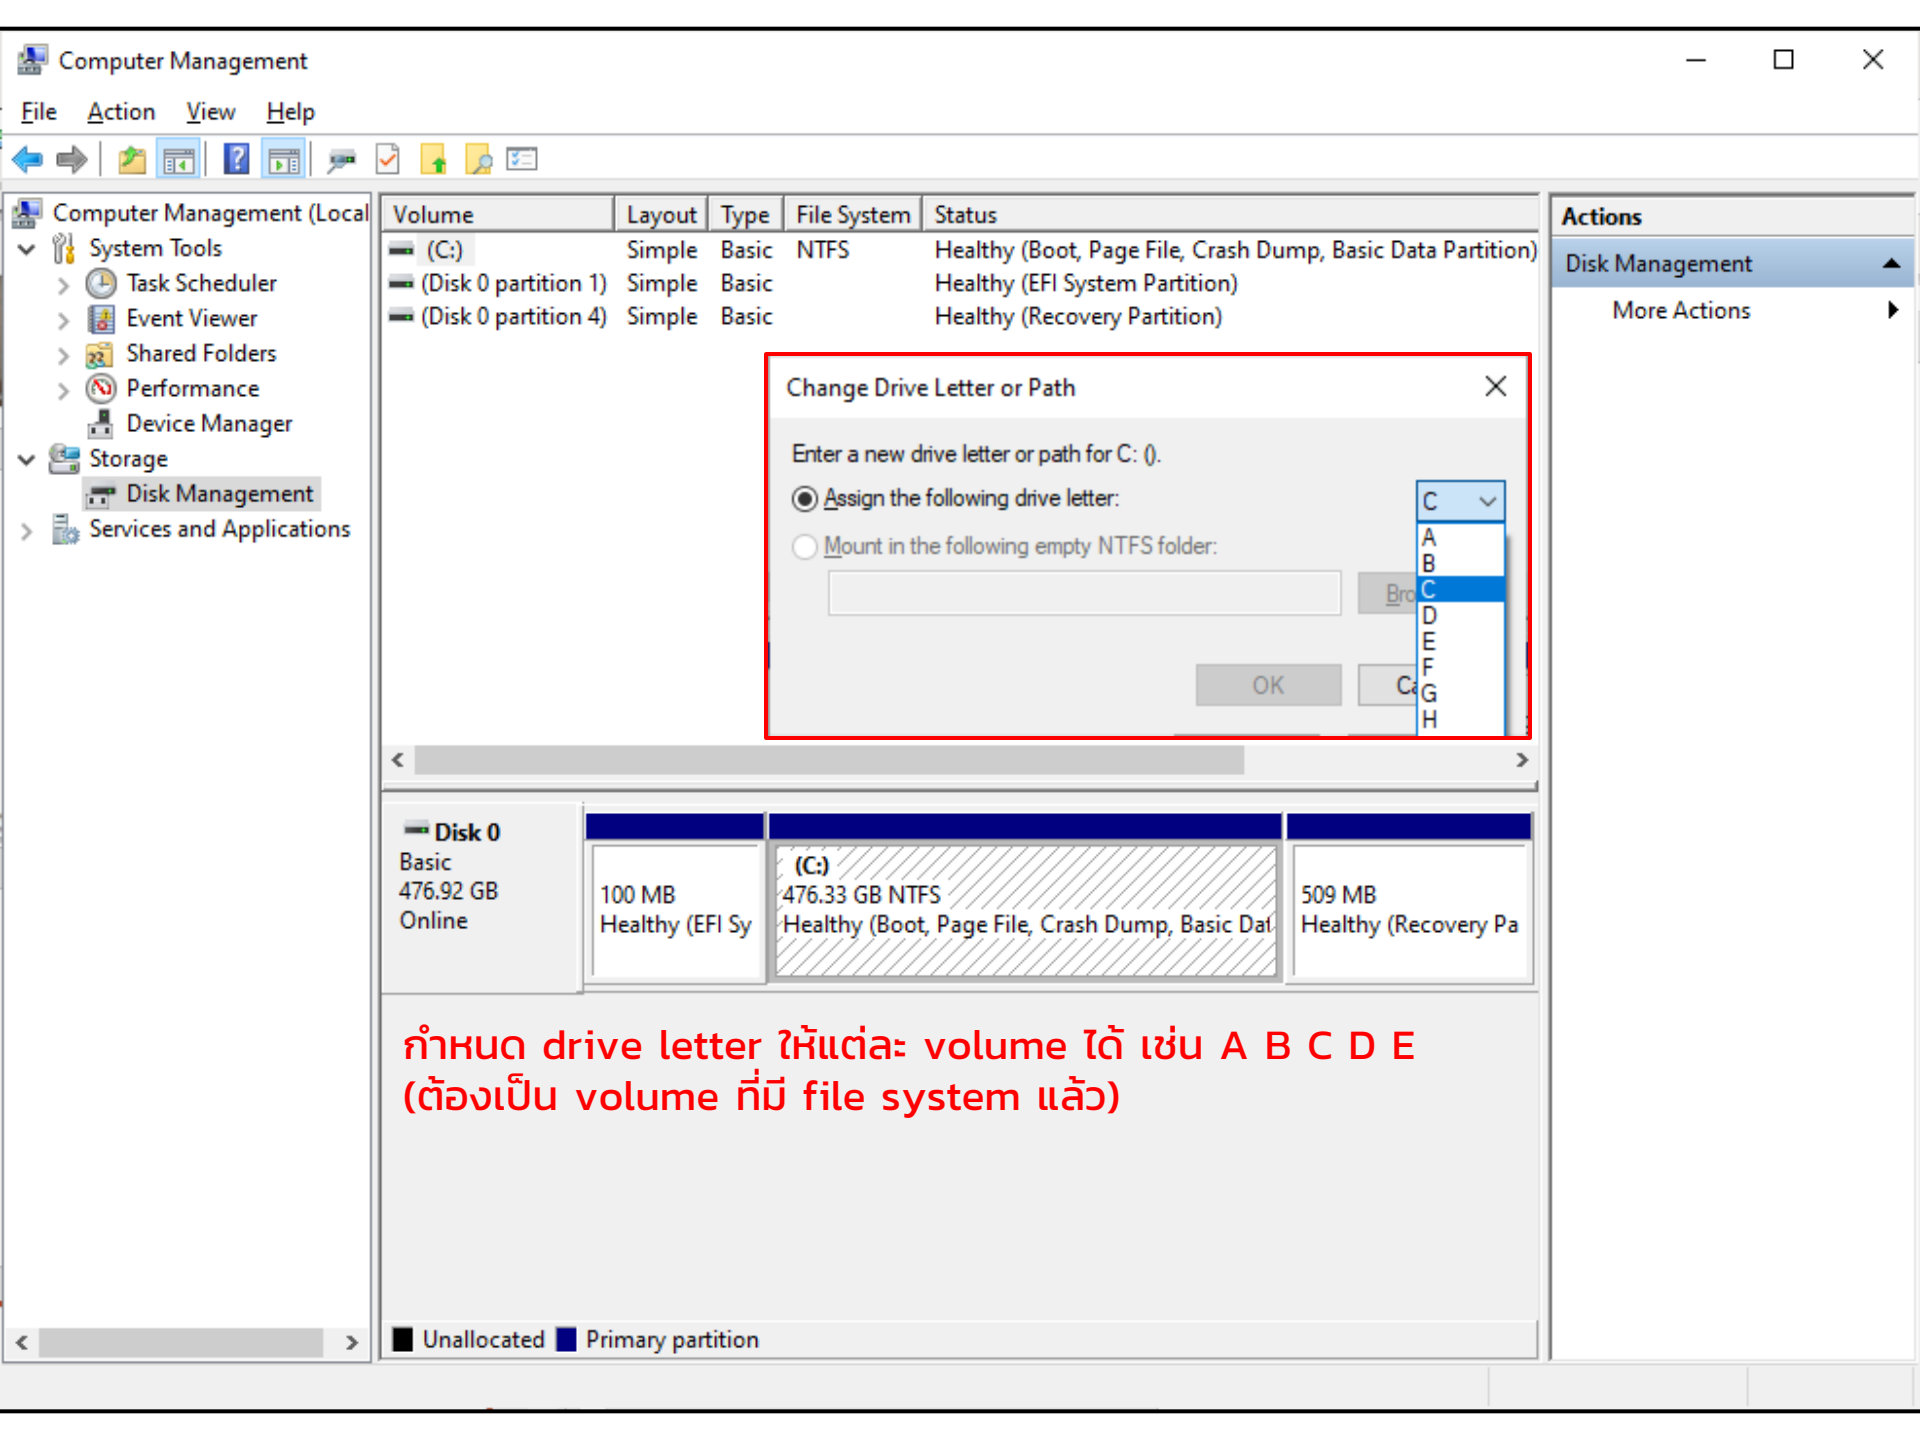 Computer Management
File Action View Help
Computer Management (Local
System Tools
Task Scheduler
Event Viewer
Shared Folders
Performance
Device Manager
Storage
Disk Management
Services and Applications
Volume Layout Type File System Status
(C:) Simple Basic NTFS Healthy (Boot, Page File, Crash Dump, Basic Data Partition)
(Disk 0 partition 1) Simple Basic Healthy (EFI System Partition)
(Disk 0 partition 4) Simple Basic Healthy (Recovery Partition)
Change Drive Letter or Path
Enter a new drive letter or path for C: ().
Assign the following drive letter: C
Mount in the following empty NTFS folder:
A
B
C
D
E
F
G
H
Bro
OK Ca
Disk 0
Basic
476.92 GB
Online
100 MB
Healthy (EFI Sy
(C:)
476.33 GB NTFS
Healthy (Boot, Page File, Crash Dump, Basic Dat
509 MB
Healthy (Recovery Pa
กำหนด drive letter ให้แต่ละ volume ได้ เช่น A B C D E
(ต้องเป็น volume ที่มี file system แล้ว)
Unallocated Primary partition
Actions
Disk Management
More Actions